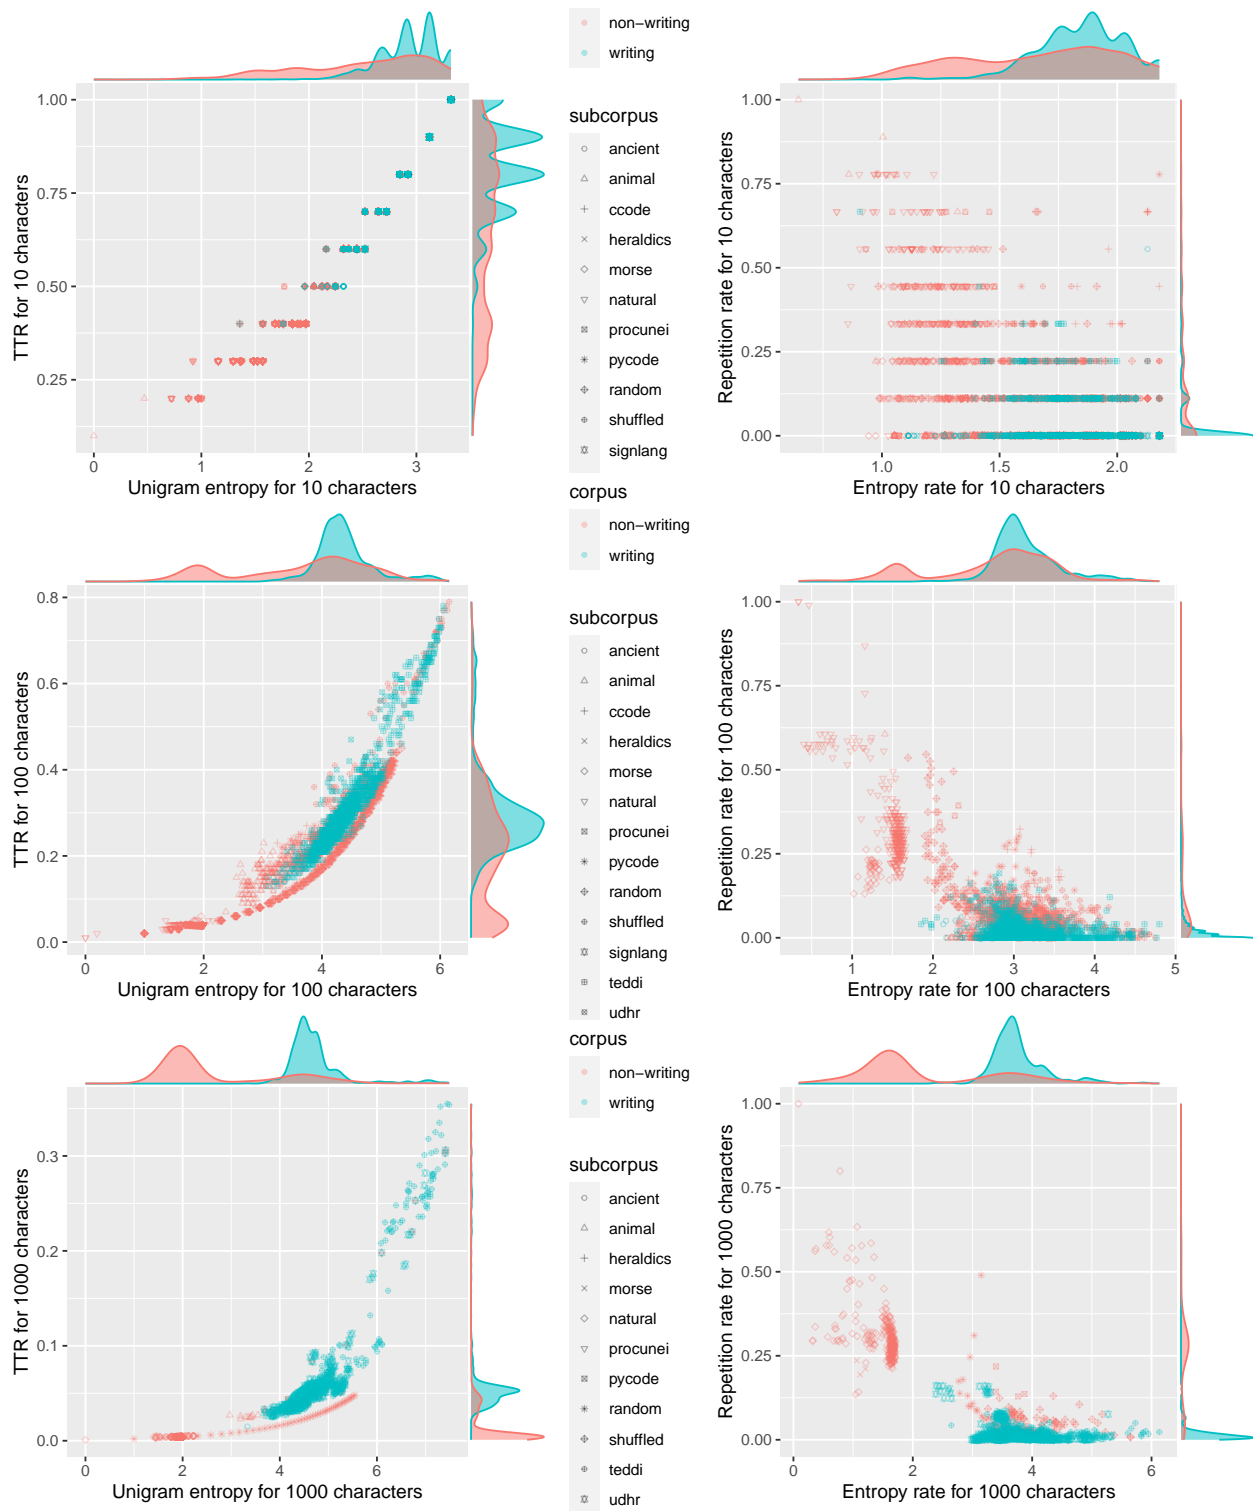 non−writing
writing
subcorpus
ancient
animal
ccode
heraldics
morse
natural
procunei
pycode
random
shuffled
signlang
1.00
0.75
0.50
0.25
TTR for 10 characters
0
1
2
3
Unigram entropy for 10 characters
1.00
0.75
0.50
0.25
0.00
Repetition rate for 10 characters
1.0
1.5
2.0
Entropy rate for 10 characters
corpus
non−writing
writing
subcorpus
ancient
animal
ccode
heraldics
morse
natural
procunei
pycode
random
shuffled
signlang
teddi
udhr
0.8
0.6
0.4
0.2
0.0
TTR for 100 characters
0
2
4
6
Unigram entropy for 100 characters
1.00
0.75
0.50
0.25
0.00
Repetition rate for 100 characters
1
2
3
4
5
Entropy rate for 100 characters
corpus
non−writing
writing
subcorpus
ancient
animal
heraldics
morse
natural
procunei
pycode
random
shuffled
teddi
udhr
0.3
0.2
0.1
0.0
TTR for 1000 characters
0
2
4
6
Unigram entropy for 1000 characters
1.00
0.75
0.50
0.25
0.00
Repetition rate for 1000 characters
0
2
4
6
Entropy rate for 1000 characters